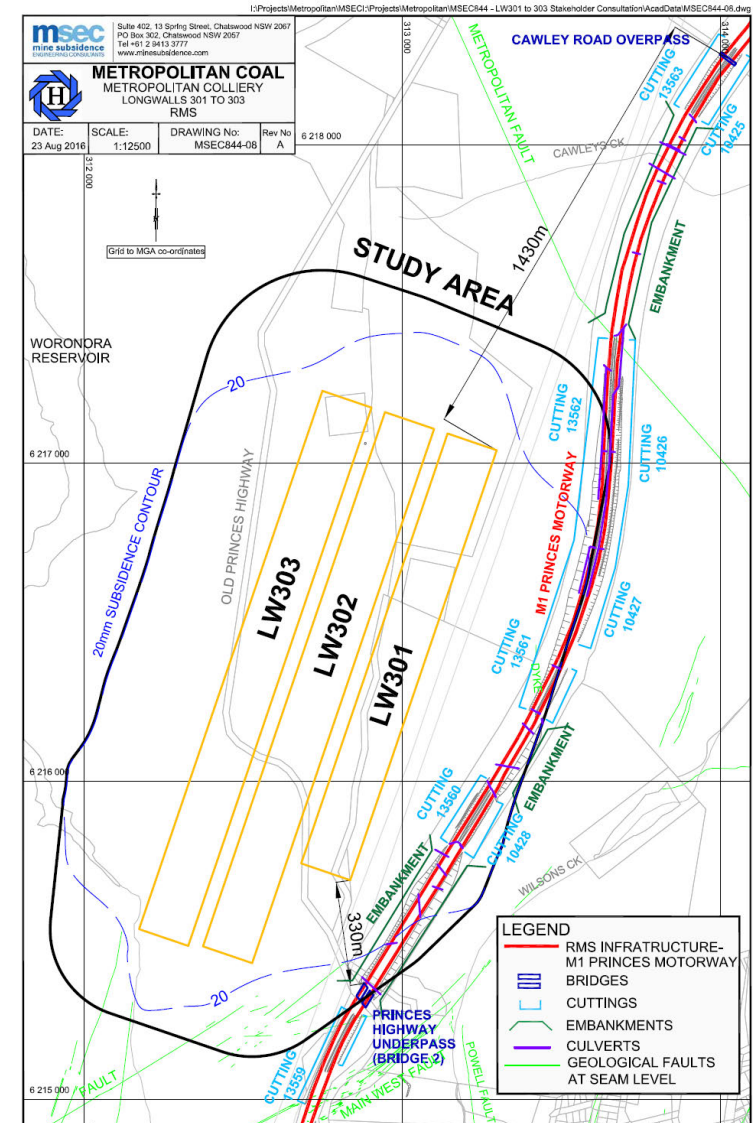 I:\Projects\Metropolitan\MSECI:\Projects\Metropolitan\MSEC844 - LW301 to 303 Stakeholder Consultation\AcadData\MSEC844-08.dwg
msec
mine subsidence
ENGINEERING CONSULTANTS
Suite 402, 13 Spring Street, Chatswood NSW 2067
PO Box 302, Chatswood NSW 2057
Tel +61 2 9413 3777
www.minesubsidence.com
H
METROPOLITAN COAL
METROPOLITAN COLLIERY
LONGWALLS 301 TO 303
RMS
DATE:
23 Aug 2016
SCALE:
1:12500
DRAWING No:
MSEC844-08
Rev No
A
312 000
313 000
314 000
6 218 000
6 217 000
6 216 000
6 215 000
Grid to MGA co-ordinates
CAWLEY ROAD OVERPASS
METROPOLITAN FAULT
CUTTING
13563
CUTTING
10425
CAWLEYS CK
EMBANKMENT
1430m
STUDY AREA
WORONORA
RESERVOIR
20
20mm SUBSIDENCE CONTOUR
OLD PRINCES HIGHWAY
CUTTING
13562
CUTTING
10426
M1 PRINCES MOTORWAY
LW303
LW302
LW301
CUTTING
10427
CUTTING
13561
DYKE
EMBANKMENT
CUTTING
13560
CUTTING
10428
EMBANKMENT
WILSONS CK
330m
20
PRINCES
HIGHWAY
UNDERPASS
(BRIDGE 2)
CUTTING
13559
FAULT
MAIN WEST FAULT
POWELL FAULT
LEGEND
RMS INFRATRUCTURE-
M1 PRINCES MOTORWAY
BRIDGES
CUTTINGS
EMBANKMENTS
CULVERTS
GEOLOGICAL FAULTS
AT SEAM LEVEL